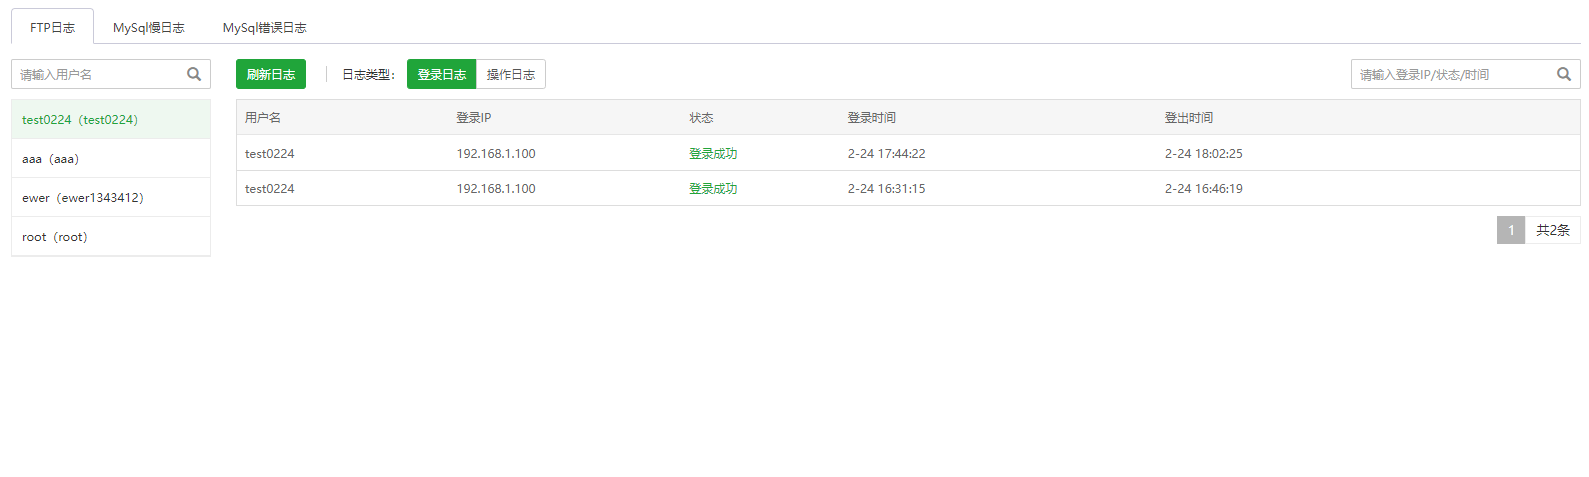 FTP日志 MySql慢日志 MySql错误日志
请输入用户名 刷新日志 日志类型： 登录日志 操作日志 请输入登录IP/状态/时间
test0224（test0224）
aaa（aaa）
ewer（ewer1343412）
root（root）
用户名 登录IP 状态 登录时间 登出时间
test0224 192.168.1.100 登录成功 2-24 17:44:22 2-24 18:02:25
test0224 192.168.1.100 登录成功 2-24 16:31:15 2-24 16:46:19
1 共2条